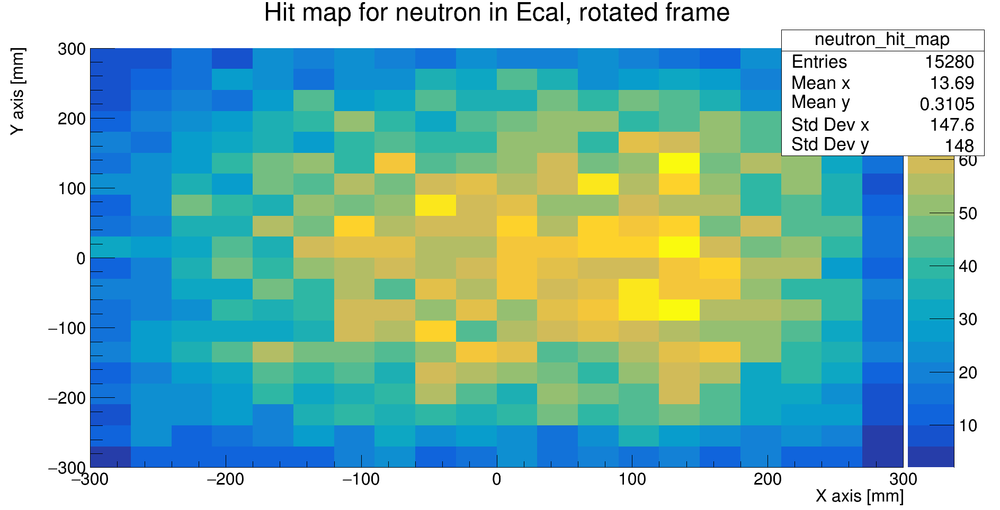 Hit map for neutron in Ecal, rotated frame
neutron_hit_map
Entries 15280
Mean x 13.69
Mean y 0.3105
Std Dev x 147.6
Std Dev y 148
Y axis [mm]
300
200
100
0
−100
−200
−300
60
50
40
30
20
10
−300 −200 −100 0 100 200 300
X axis [mm]